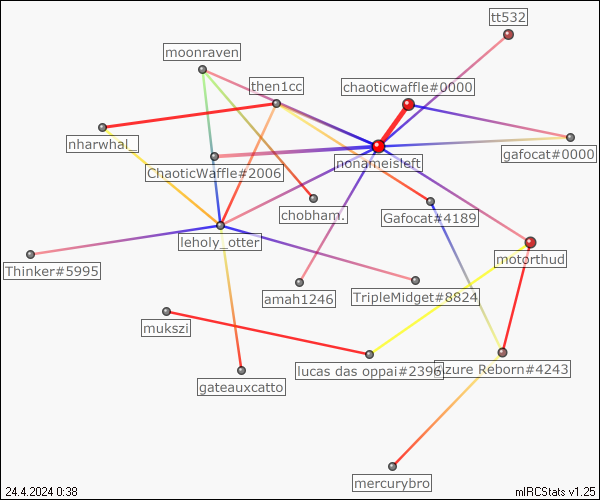 tt532
moonraven
then1cc
chaoticwaffle#0000
nharwhal_
gafocat#0000
nonameisleft
ChaoticWaffle#2006
chobham.
Gafocat#4189
leholy_otter
motorthud
Thinker#5995
amah1246
TripleMidget#8824
mukszi
lucas das oppai#2396
zure Reborn#4243
gateauxcatto
mercurybro
24.4.2024 0:38
mIRCStats v1.25